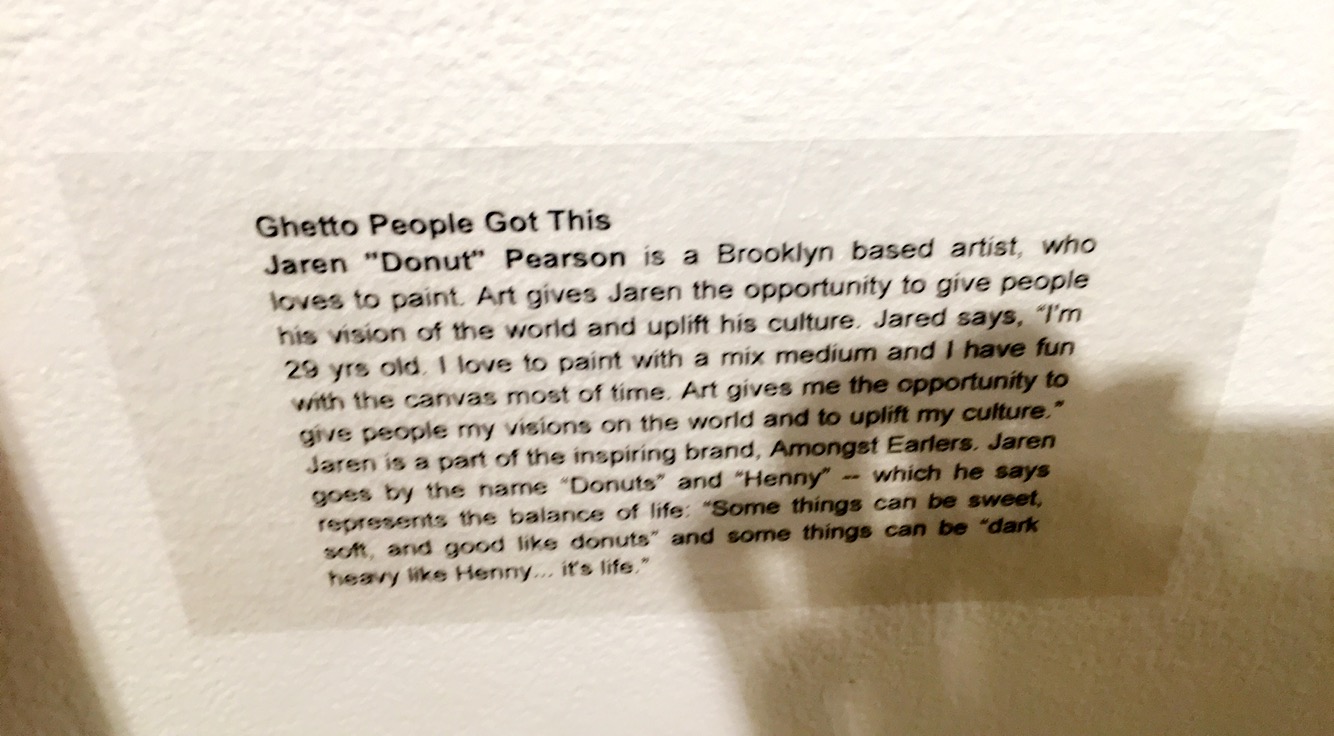 Ghetto People Got This
Jaren "Donut" Pearson is a Brooklyn based artist, who
loves to paint. Art gives Jaren the opportunity to give people
his vision of the world and uplift his culture. Jared says, “I'm
29 yrs old. I love to paint with a mix medium and I have fun
with the canvas most of time. Art gives me the opportunity to
give people my visions on the world and to uplift my culture.”
Jaren is a part of the inspiring brand, Amongst Earlers. Jaren
goes by the name “Donuts” and “Henny” -- which he says
represents the balance of life: “Some things can be sweet,
soft, and good like donuts” and some things can be “dark
heavy like Henny... it's life.”